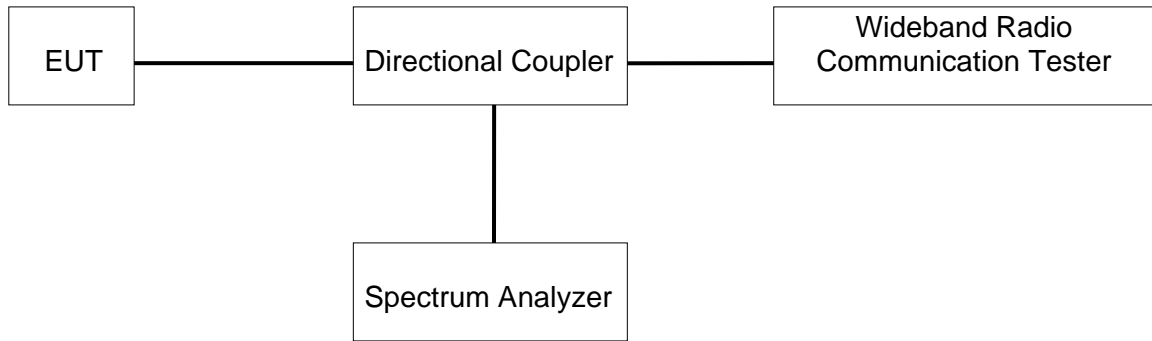 EUT
Directional Coupler
Wideband Radio
Communication Tester
Spectrum Analyzer